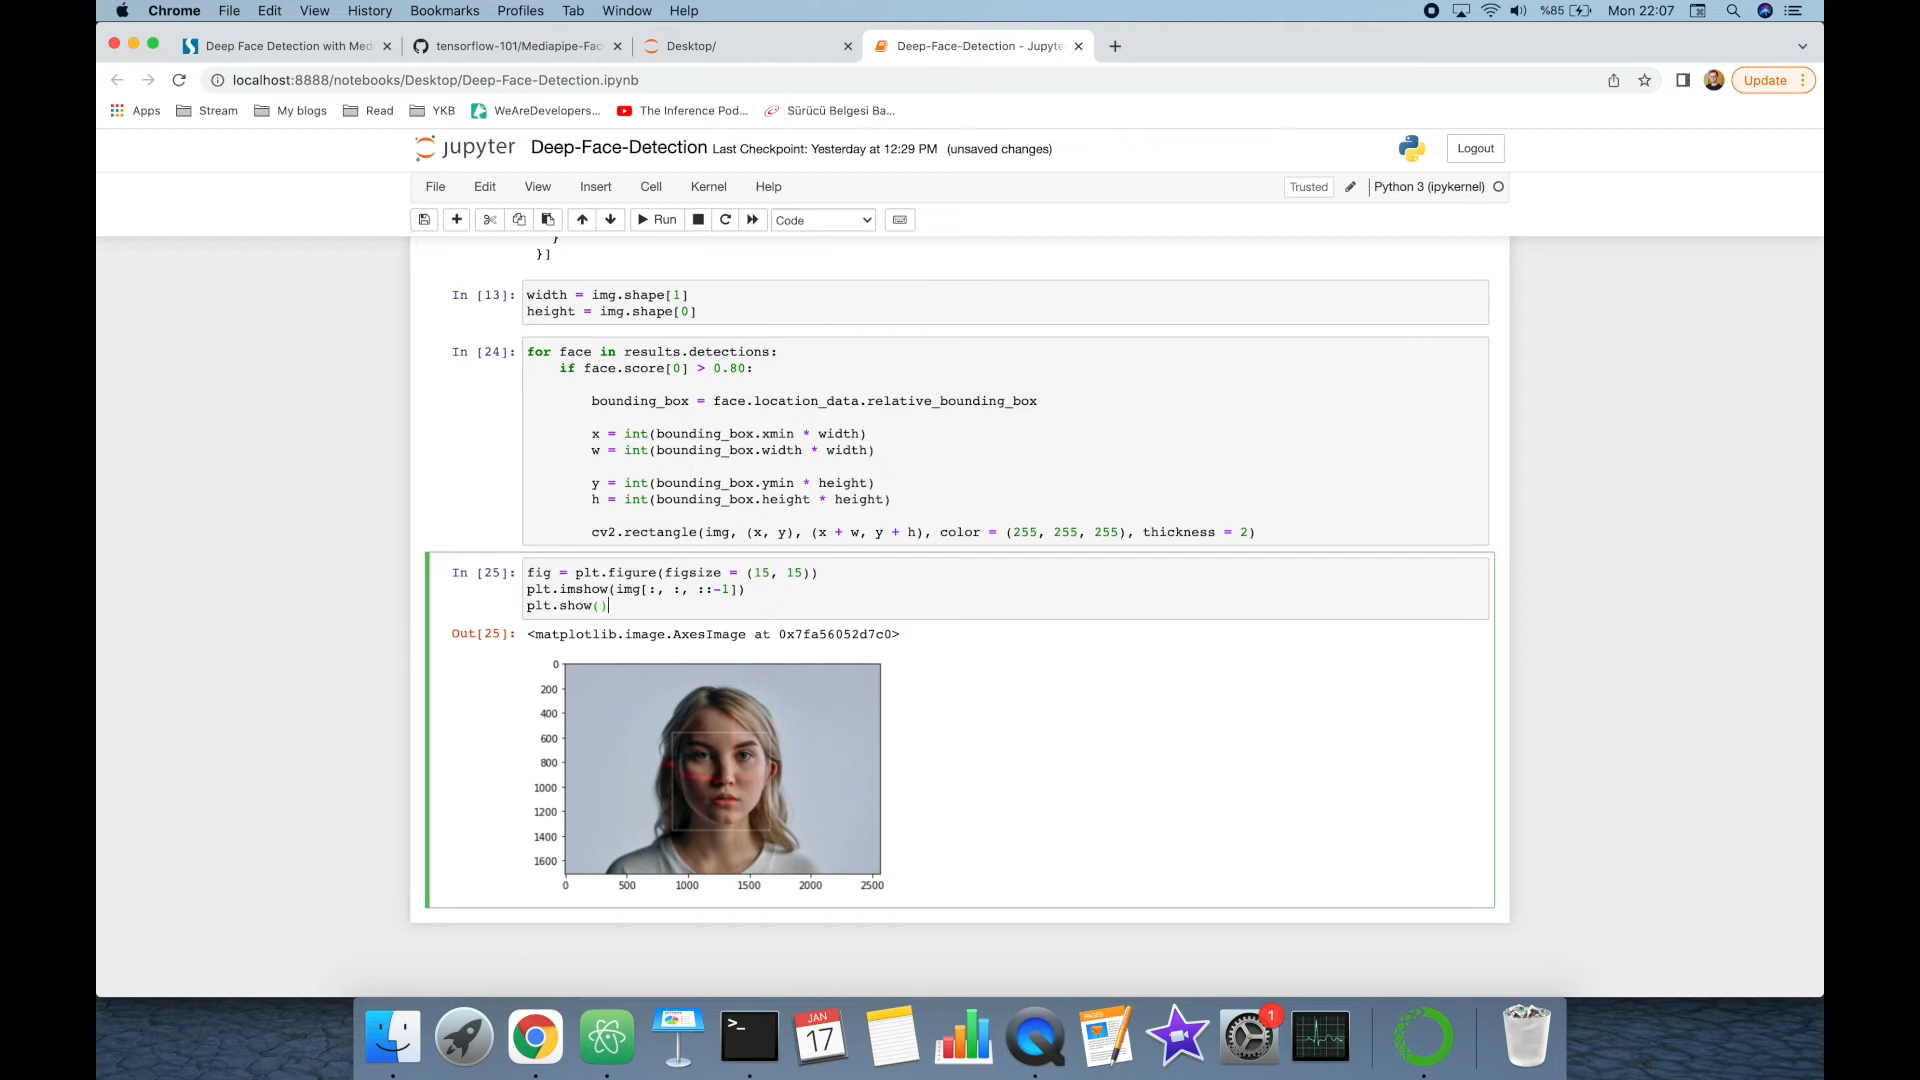 Chrome File Edit View History Bookmarks Profiles Tab Window Help %85 Mon 22:07
Deep Face Detection with Med tensorflow-101/Mediapipe-Fac Desktop/ Deep-Face-Detection - Jupyte
localhost:8888/notebooks/Desktop/Deep-Face-Detection.ipynb Update
Apps Stream My blogs Read YKB WeAreDevelopers... The Inference Pod... Sürücü Belgesi Ba...
jupyter Deep-Face-Detection Last Checkpoint: Yesterday at 12:29 PM (unsaved changes) Logout
File Edit View Insert Cell Kernel Help Trusted Python 3 (ipykernel)
Run Code
}
}]
In [13]: width = img.shape[1]
height = img.shape[0]
In [24]: for face in results.detections:
if face.score[0] > 0.80:
bounding_box = face.location_data.relative_bounding_box
x = int(bounding_box.xmin * width)
w = int(bounding_box.width * width)
y = int(bounding_box.ymin * height)
h = int(bounding_box.height * height)
cv2.rectangle(img, (x, y), (x + w, y + h), color = (255, 255, 255), thickness = 2)
In [25]: fig = plt.figure(figsize = (15, 15))
plt.imshow(img[:, :, ::-1])
plt.show()
Out[25]: <matplotlib.image.AxesImage at 0x7fa56052d7c0>
0
200
400
600
800
1000
1200
1400
1600
0 500 1000 1500 2000 2500
>_ JAN 17 PAGES 1